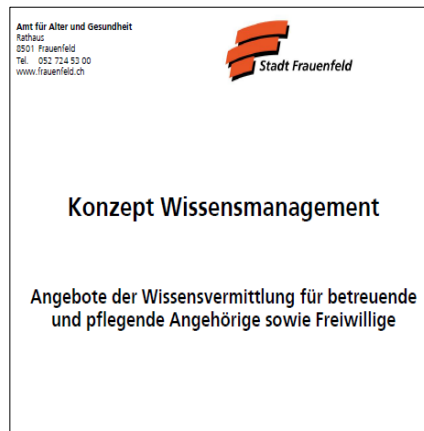 Amt für Alter und Gesundheit
Rathaus
8501 Frauenfeld
Tel. 052 724 53 00
www.frauenfeld.ch
Stadt Frauenfeld
Konzept Wissensmanagement
Angebote der Wissensvermittlung für betreuende
und pflegende Angehörige sowie Freiwillige